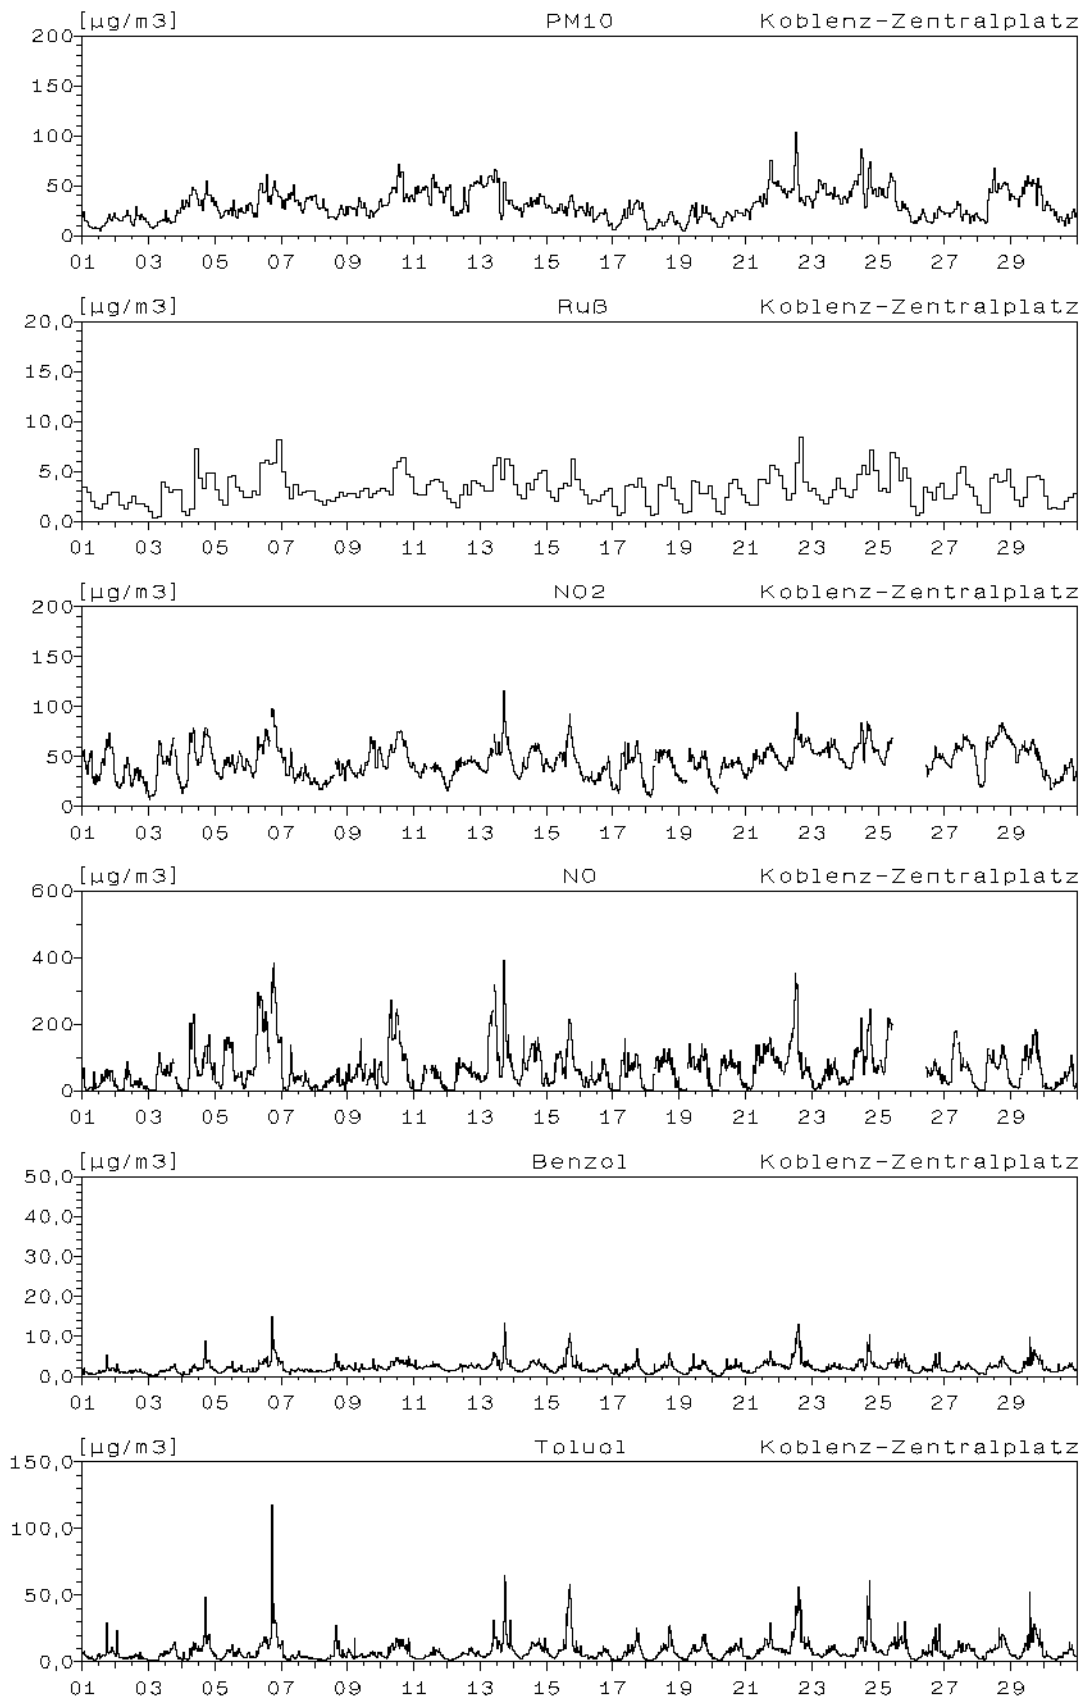 [µg/m3] PM10 Koblenz-Zentralplatz
200
150
100
50
0
01 03 05 07 09 11 13 15 17 19 21 23 25 27 29
[µg/m3] Ruß Koblenz-Zentralplatz
20,0
15,0
10,0
5,0
0,0
01 03 05 07 09 11 13 15 17 19 21 23 25 27 29
[µg/m3] NO2 Koblenz-Zentralplatz
200
150
100
50
0
01 03 05 07 09 11 13 15 17 19 21 23 25 27 29
[µg/m3] NO Koblenz-Zentralplatz
600
400
200
0
01 03 05 07 09 11 13 15 17 19 21 23 25 27 29
[µg/m3] Benzol Koblenz-Zentralplatz
50,0
40,0
30,0
20,0
10,0
0,0
01 03 05 07 09 11 13 15 17 19 21 23 25 27 29
[µg/m3] Toluol Koblenz-Zentralplatz
150,0
100,0
50,0
0,0
01 03 05 07 09 11 13 15 17 19 21 23 25 27 29